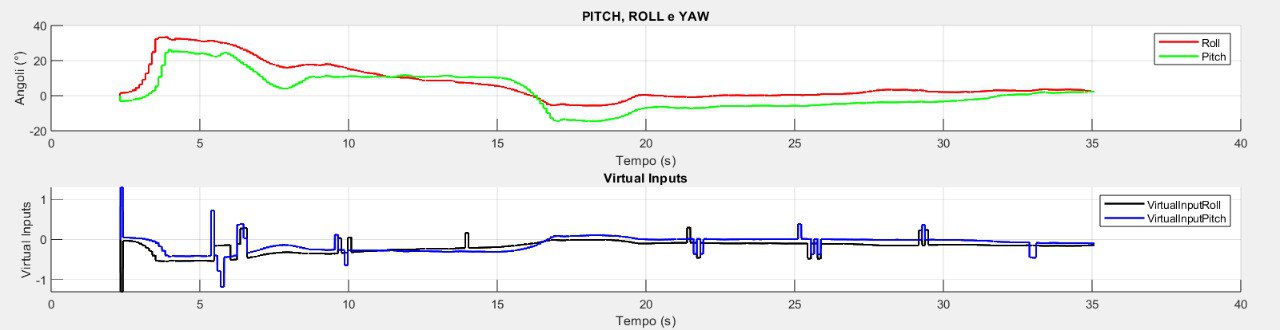 PITCH, ROLL e YAW
40
20
0
-20
Angoli (°)
Roll
Pitch
0 5 10 15 20 25 30 35 40
Tempo (s)
Virtual Inputs
1
0
-1
Virtual Inputs
VirtualInputRoll
VirtualInputPitch
0 5 10 15 20 25 30 35 40
Tempo (s)